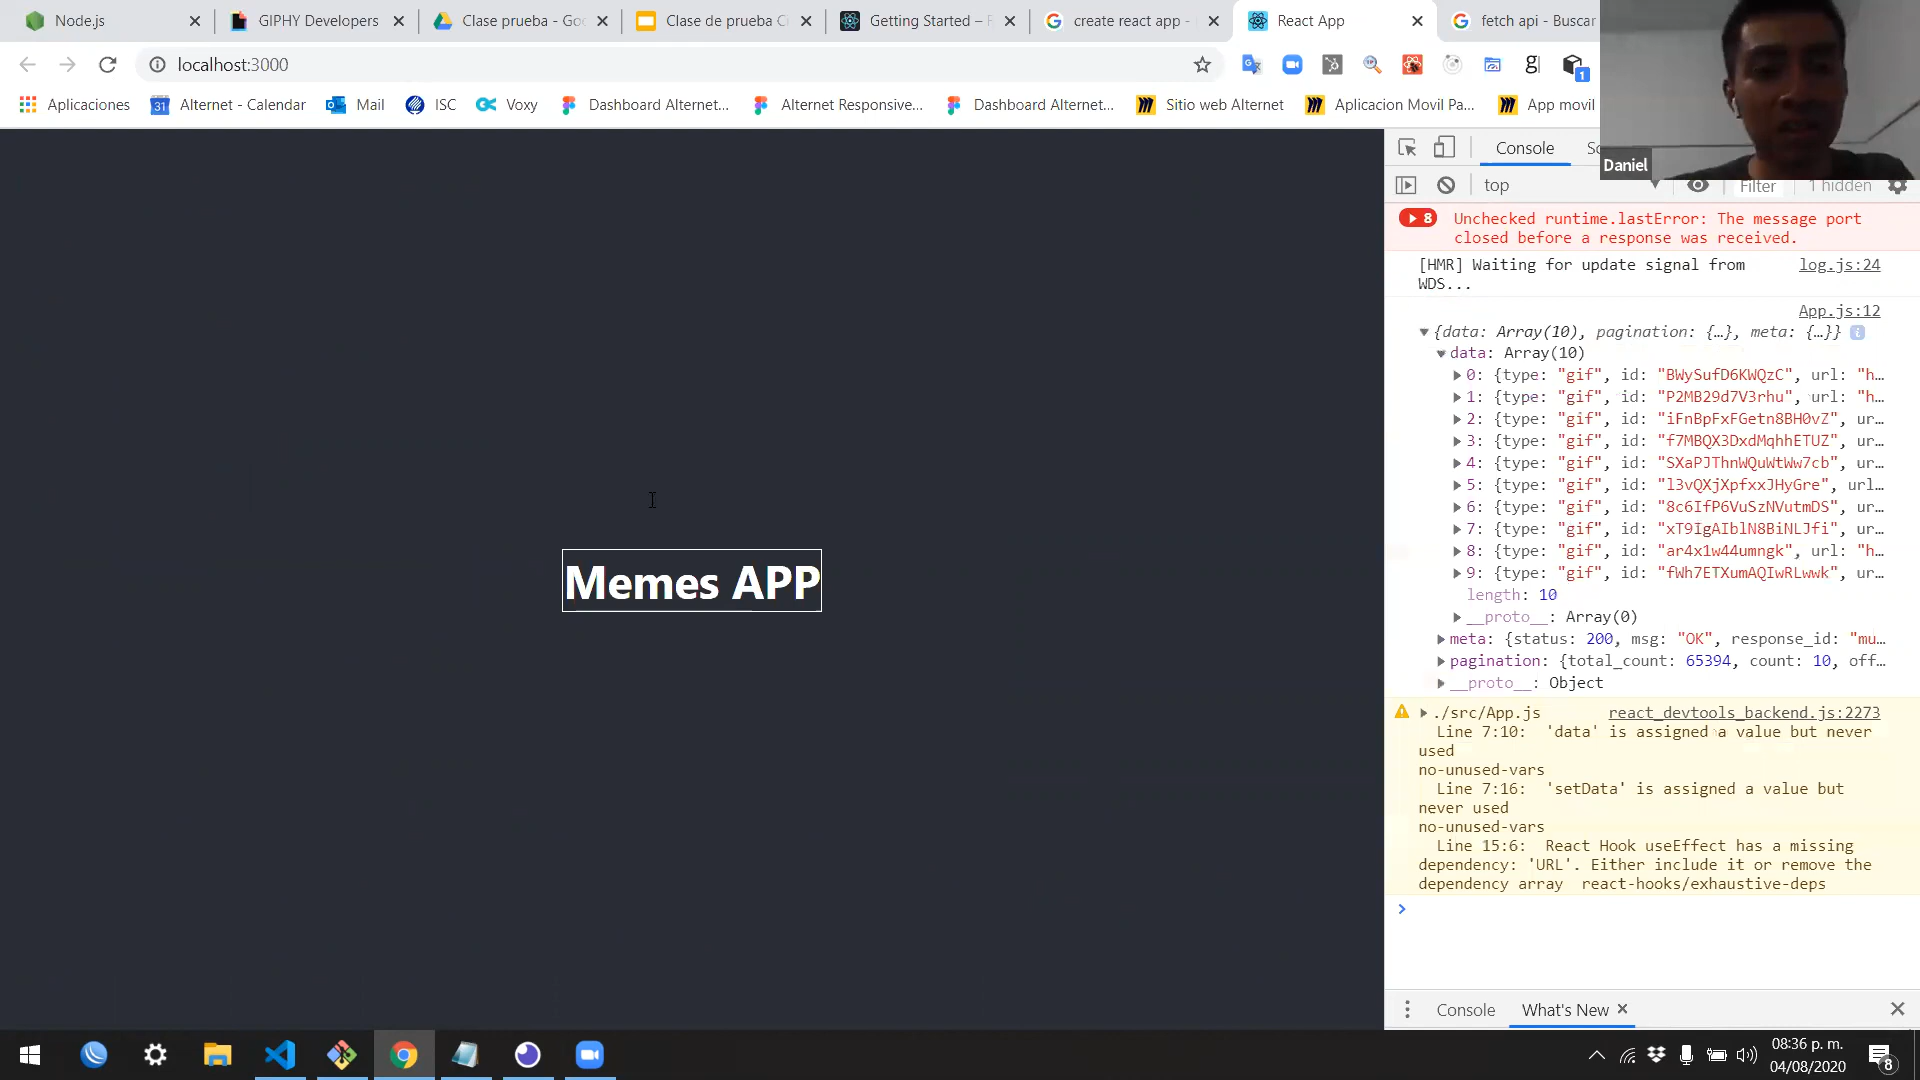 Node.js
GIPHY Developers
Clase prueba - Goo
Clase de prueba C
Getting Started – R
create react app -
React App
fetch api - Buscar
localhost:3000
1
Aplicaciones
31 Alternet - Calendar
Mail
ISC
Voxy
Dashboard Alternet...
Alternet Responsive...
Dashboard Alternet...
Sitio web Alternet
Aplicacion Movil Pa...
App movil
Daniel
Console
top
Filter
1 hidden
8 Unchecked runtime.lastError: The message port
closed before a response was received.
[HMR] Waiting for update signal from log.js:24
WDS...
App.js:12
{data: Array(10), pagination: {…}, meta: {…}}
data: Array(10)
0: {type: "gif", id: "BWySufD6KWQzC", url: "h…
1: {type: "gif", id: "P2MB29d7V3rhu", url: "h…
2: {type: "gif", id: "iFnBpFxFGetn8BH0vZ", ur…
3: {type: "gif", id: "f7MBQX3DxdMqhhETUZ", ur…
4: {type: "gif", id: "SXaPJThnWQuWtWw7cb", ur…
5: {type: "gif", id: "l3vQXjXpfxxJHyGre", url…
6: {type: "gif", id: "8c6IfP6VuSzNVutmDS", ur…
7: {type: "gif", id: "xT9IgAIblN8BiNLJfi", ur…
8: {type: "gif", id: "ar4x1w44umngk", url: "h…
9: {type: "gif", id: "fWh7ETXumAQIwRLwwk", ur…
length: 10
__proto__: Array(0)
meta: {status: 200, msg: "OK", response_id: "mu…
pagination: {total_count: 65394, count: 10, off…
__proto__: Object
./src/App.js react_devtools_backend.js:2273
Line 7:10: 'data' is assigned a value but never
used
no-unused-vars
Line 7:16: 'setData' is assigned a value but
never used
no-unused-vars
Line 15:6: React Hook useEffect has a missing
dependency: 'URL'. Either include it or remove the
dependency array react-hooks/exhaustive-deps
Memes APP
Console
What's New
08:36 p. m.
04/08/2020
8